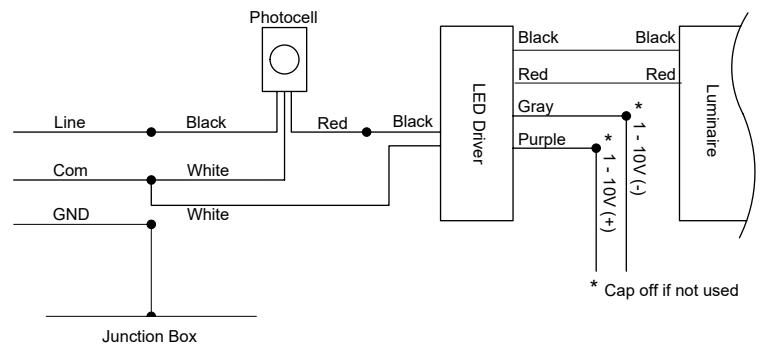 Photocell
Line
Black
Red
Black
Com
White
GND
White
Junction Box
LED Driver
Black
Black
Red
Red
Gray
Purple
* 1 - 10V (-)
* 1 - 10V (+)
Luminaire
* Cap off if not used